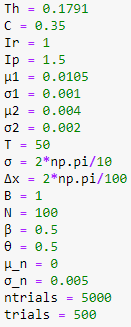 Th = 0.1791
C = 0.35
Ir = 1
Ip = 1.5
μ1 = 0.0105
σ1 = 0.001
μ2 = 0.004
σ2 = 0.002
T = 50
σ = 2*np.pi/10
Δx = 2*np.pi/100
B = 1
N = 100
β = 0.5
θ = 0.5
μ_n = 0
σ_n = 0.005
ntrials = 5000
trials = 500